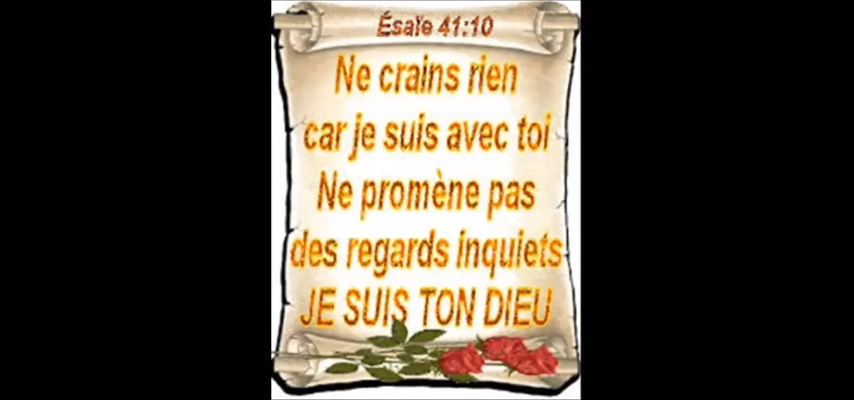 Ésaïe 41:10
Ne crains rien
car je suis avec toi
Ne promène pas
des regards inquiets
JE SUIS TON DIEU